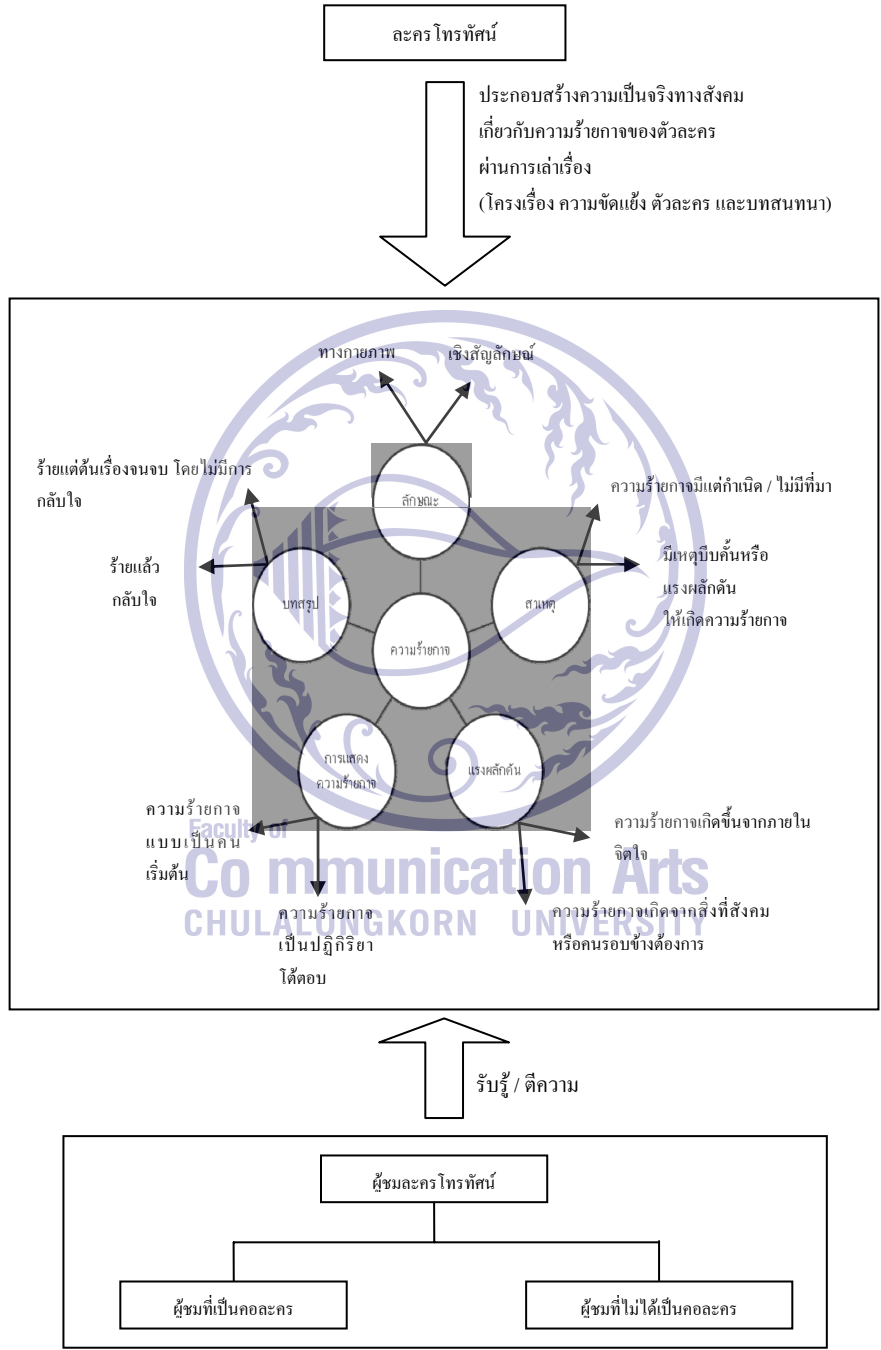 ละครโทรทัศน์
ประกอบสร้างความเป็นจริงทางสังคม
เกี่ยวกับความร้ายกาจของตัวละคร
ผ่านการเล่าเรื่อง
(โครงเรื่อง ความขัดแย้ง ตัวละคร และบทสนทนา)
ทางกายภาพ
เชิงสัญลักษณ์
ร้ายแต่ต้นเรื่องจนจบ โดยไม่มีการ
กลับใจ
ลักษณะ
ความร้ายกาจมีแต่กำเนิด / ไม่มีที่มา
ร้ายแล้ว
กลับใจ
มีเหตุบีบคั้นหรือ
แรงผลักดัน
ให้เกิดความร้ายกาจ
บทสรุป
สาเหตุ
ความร้ายกาจ
การแสดง
ความร้ายกาจ
แรงผลักดัน
ความร้ายกาจ
แบบเป็นคน
เริ่มต้น
ความร้ายกาจเกิดขึ้นจากภายใน
จิตใจ
ความร้ายกาจ
เป็นปฏิกิริยา
โต้ตอบ
ความร้ายกาจเกิดจากสิ่งที่สังคม
หรือคนรอบข้างต้องการ
Faculty of
Communication Arts
CHULALONGKORN UNIVERSITY
รับรู้ / ตีความ
ผู้ชมละครโทรทัศน์
ผู้ชมที่เป็นคอละคร
ผู้ชมที่ไม่ได้เป็นคอละคร